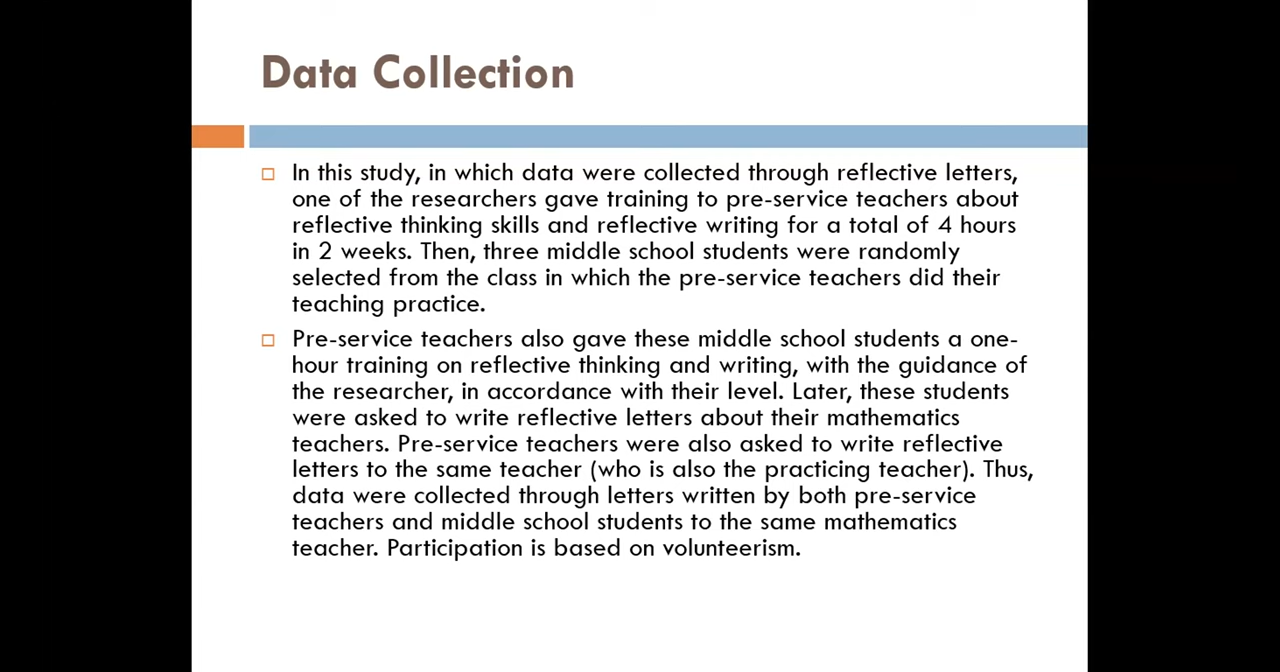 Data Collection
In this study, in which data were collected through reflective letters,
one of the researchers gave training to pre-service teachers about
reflective thinking skills and reflective writing for a total of 4 hours
in 2 weeks. Then, three middle school students were randomly
selected from the class in which the pre-service teachers did their
teaching practice.
Pre-service teachers also gave these middle school students a one-
hour training on reflective thinking and writing, with the guidance of
the researcher, in accordance with their level. Later, these students
were asked to write reflective letters about their mathematics
teachers. Pre-service teachers were also asked to write reflective
letters to the same teacher (who is also the practicing teacher). Thus,
data were collected through letters written by both pre-service
teachers and middle school students to the same mathematics
teacher. Participation is based on volunteerism.